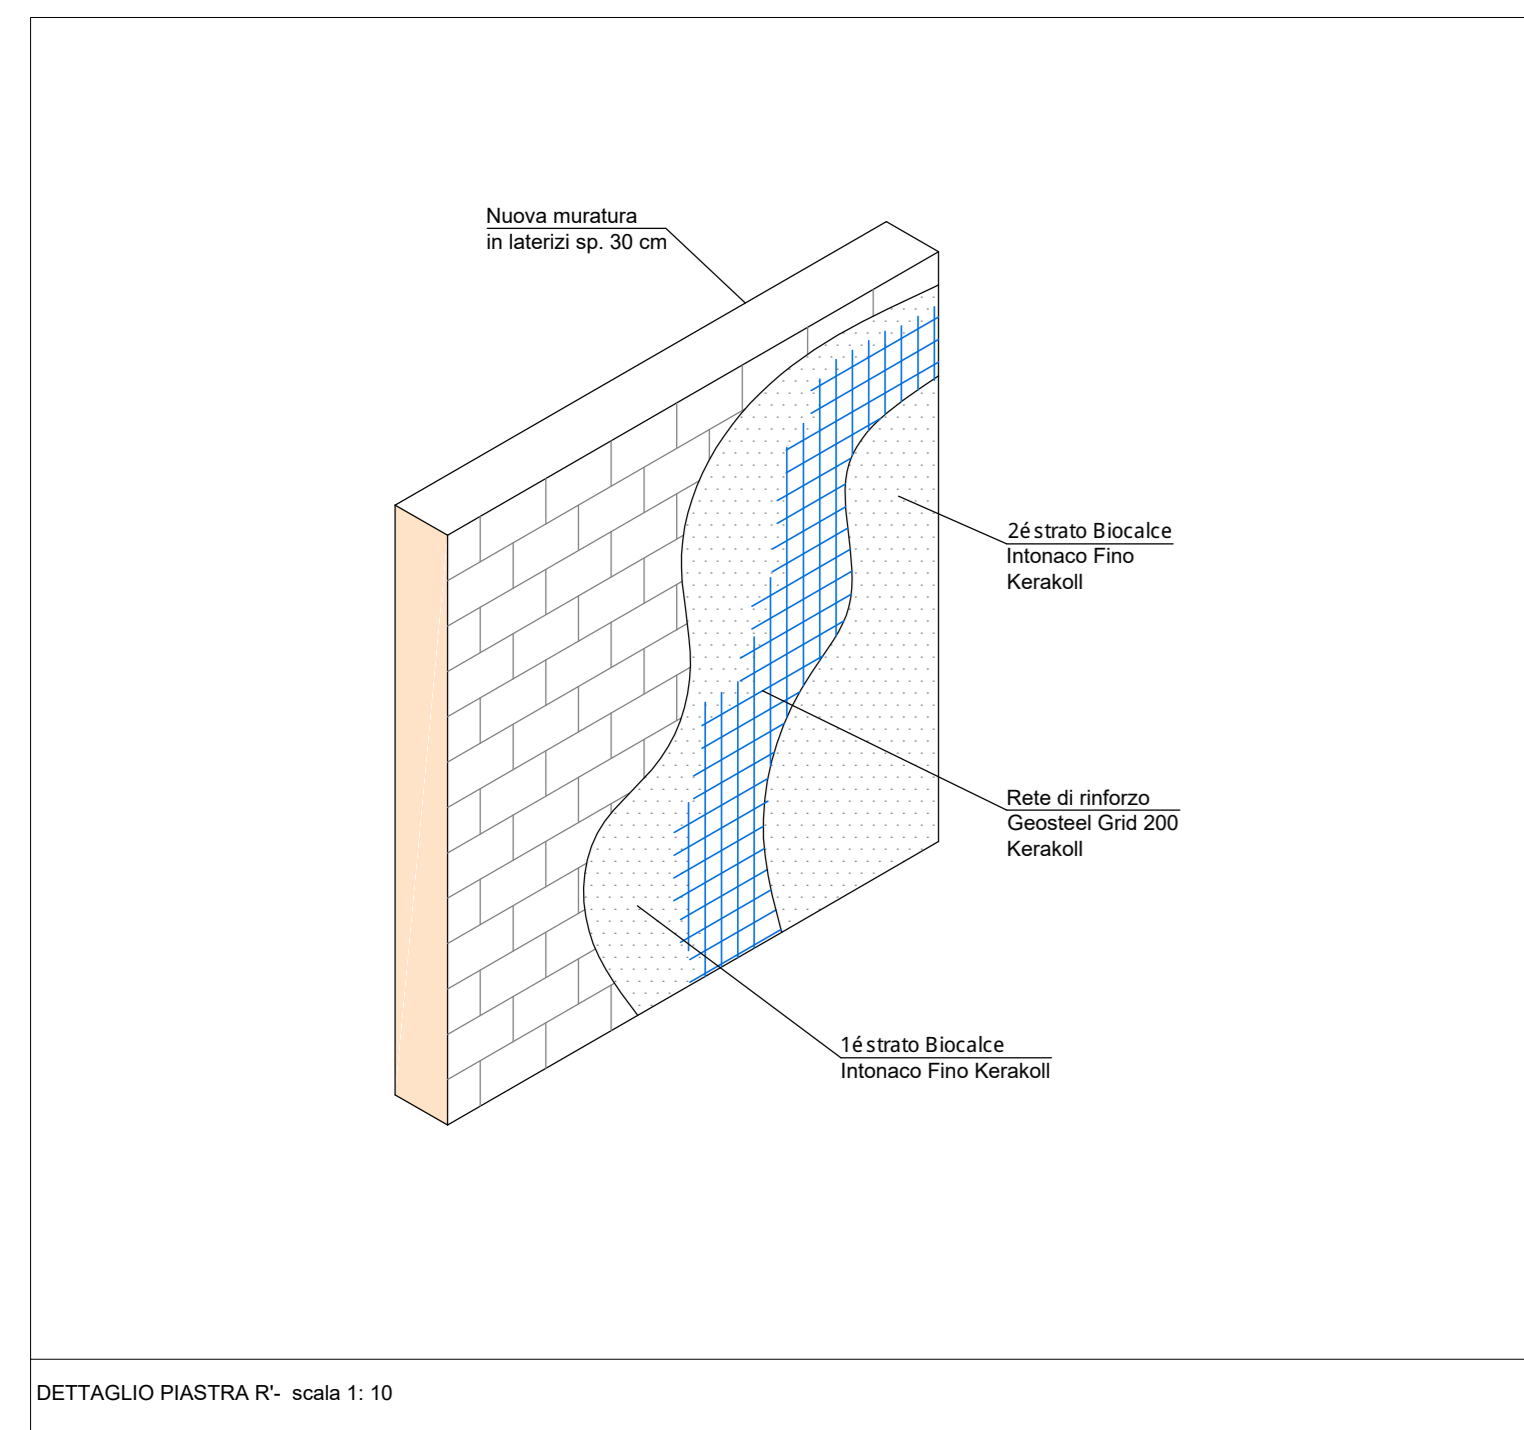 Nuova muratura
in laterizi sp. 30 cm
2é strato Biocalce
Intonaco Fino
Kerakoll
Rete di rinforzo
Geosteel Grid 200
Kerakoll
1é strato Biocalce
Intonaco Fino Kerakoll
DETTAGLIO PIASTRA R'- scala 1: 10